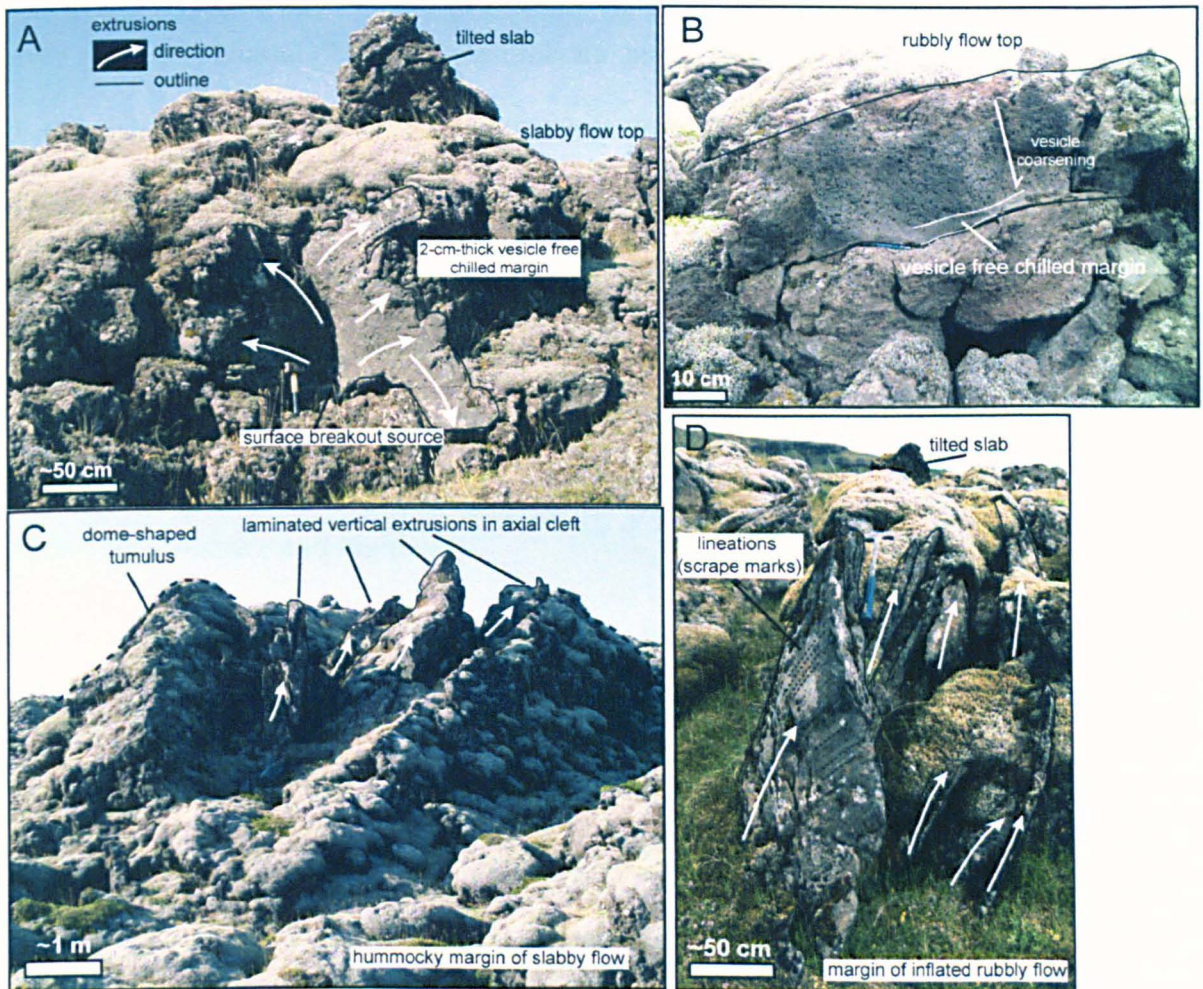 A
extrusions
direction
outline
tilted slab
slabby flow top
2-cm-thick vesicle free
chilled margin
surface breakout source
~50 cm
B
rubbly flow top
vesicle
coarsening
vesicle free chilled margin
10 cm
C
dome-shaped
tumulus
laminated vertical extrusions in axial cleft
~1 m
hummocky margin of slabby flow
D
tilted slab
lineations
(scrape marks)
~50 cm
margin of inflated rubbly flow